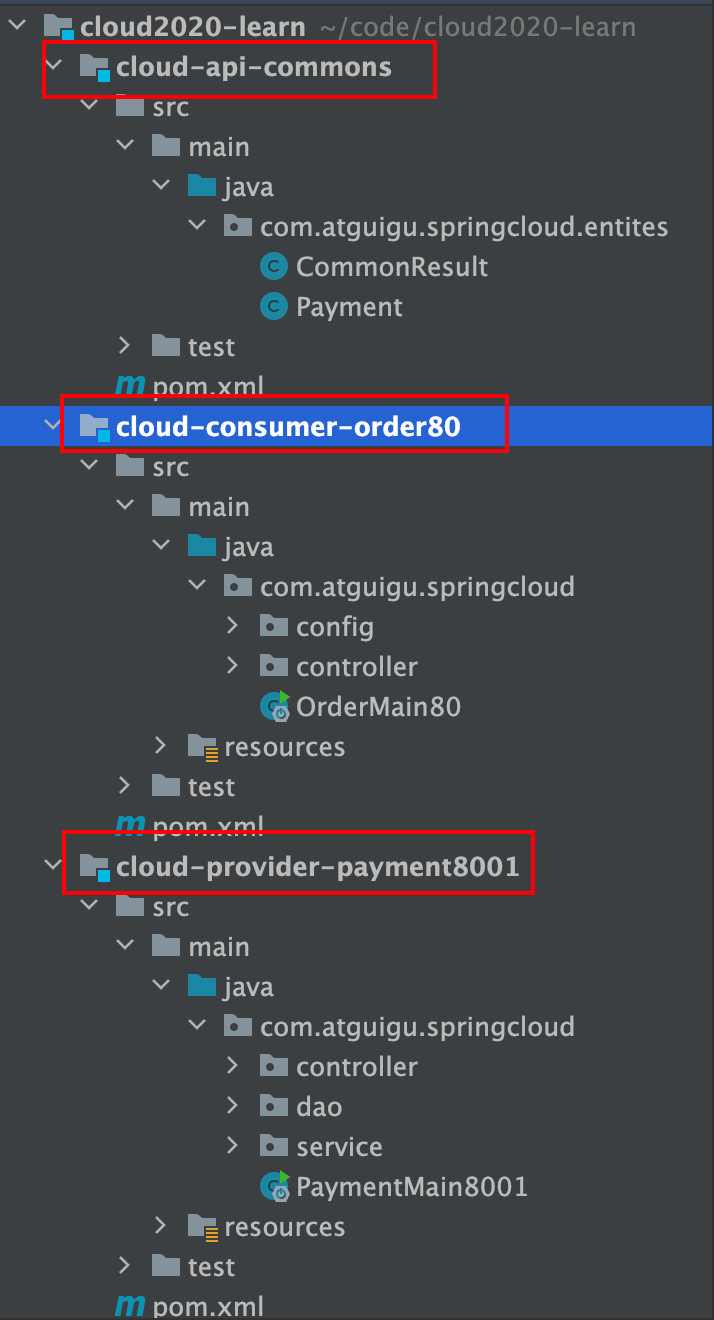 cloud2020-learn ~/code/cloud2020-learn
cloud-api-commons
src
main
java
com.atguigu.springcloud.entites
CommonResult
Payment
test
pom.xml
cloud-consumer-order80
src
main
java
com.atguigu.springcloud
config
controller
OrderMain80
resources
test
pom.xml
cloud-provider-payment8001
src
main
java
com.atguigu.springcloud
controller
dao
service
PaymentMain8001
resources
test
pom.xml